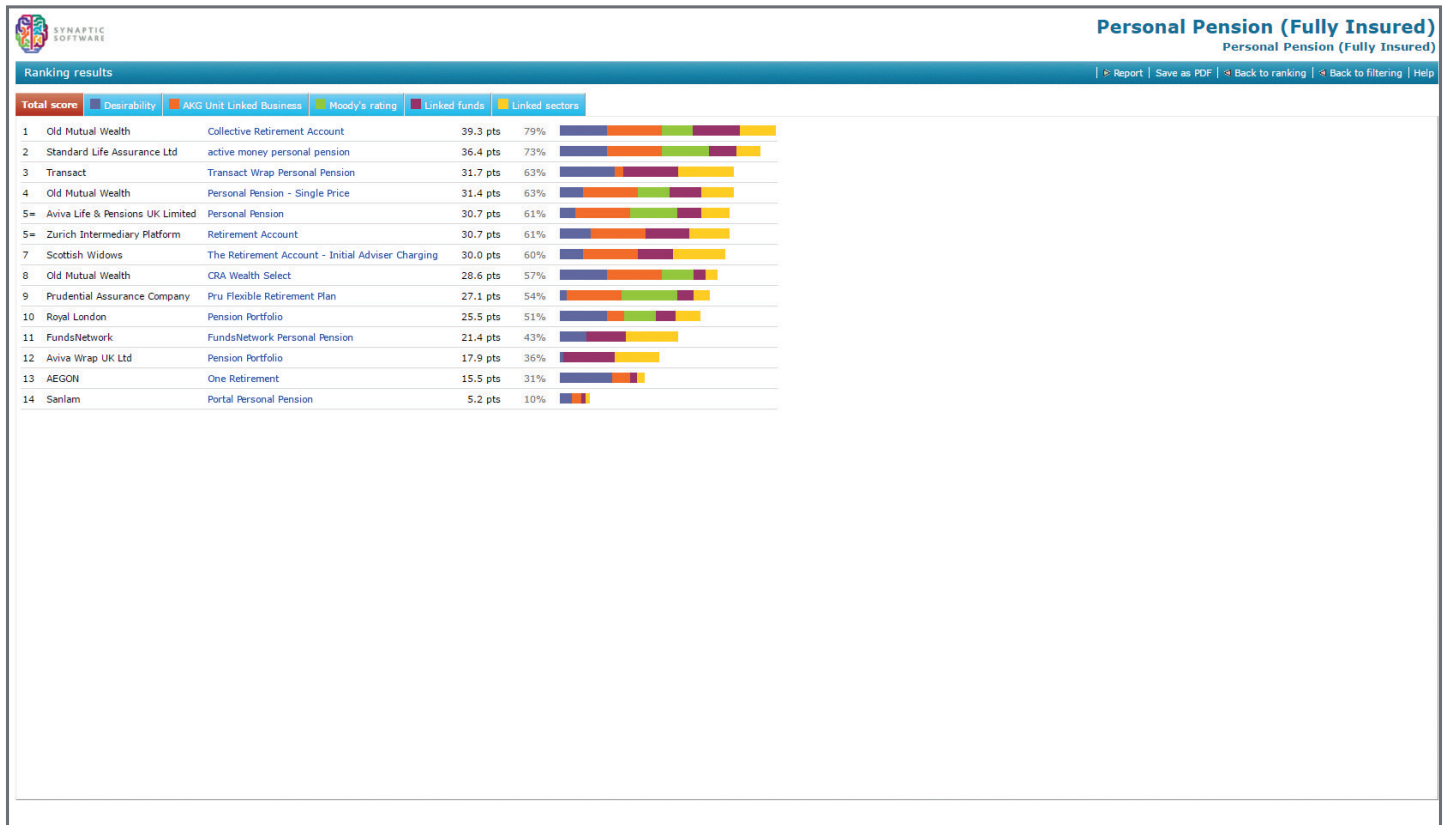 SYNAPTIC
SOFTWARE
Personal Pension (Fully Insured)
Personal Pension (Fully Insured)
Ranking results | Report | Save as PDF | Back to ranking | Back to filtering | Help
Total score Desirability AKG Unit Linked Business Moody's rating Linked funds Linked sectors
1 Old Mutual Wealth Collective Retirement Account 39.3 pts 79%
2 Standard Life Assurance Ltd active money personal pension 36.4 pts 73%
3 Transact Transact Wrap Personal Pension 31.7 pts 63%
4 Old Mutual Wealth Personal Pension - Single Price 31.4 pts 63%
5= Aviva Life & Pensions UK Limited Personal Pension 30.7 pts 61%
5= Zurich Intermediary Platform Retirement Account 30.7 pts 61%
7 Scottish Widows The Retirement Account - Initial Adviser Charging 30.0 pts 60%
8 Old Mutual Wealth CRA Wealth Select 28.6 pts 57%
9 Prudential Assurance Company Pru Flexible Retirement Plan 27.1 pts 54%
10 Royal London Pension Portfolio 25.5 pts 51%
11 FundsNetwork FundsNetwork Personal Pension 21.4 pts 43%
12 Aviva Wrap UK Ltd Pension Portfolio 17.9 pts 36%
13 AEGON One Retirement 15.5 pts 31%
14 Sanlam Portal Personal Pension 5.2 pts 10%